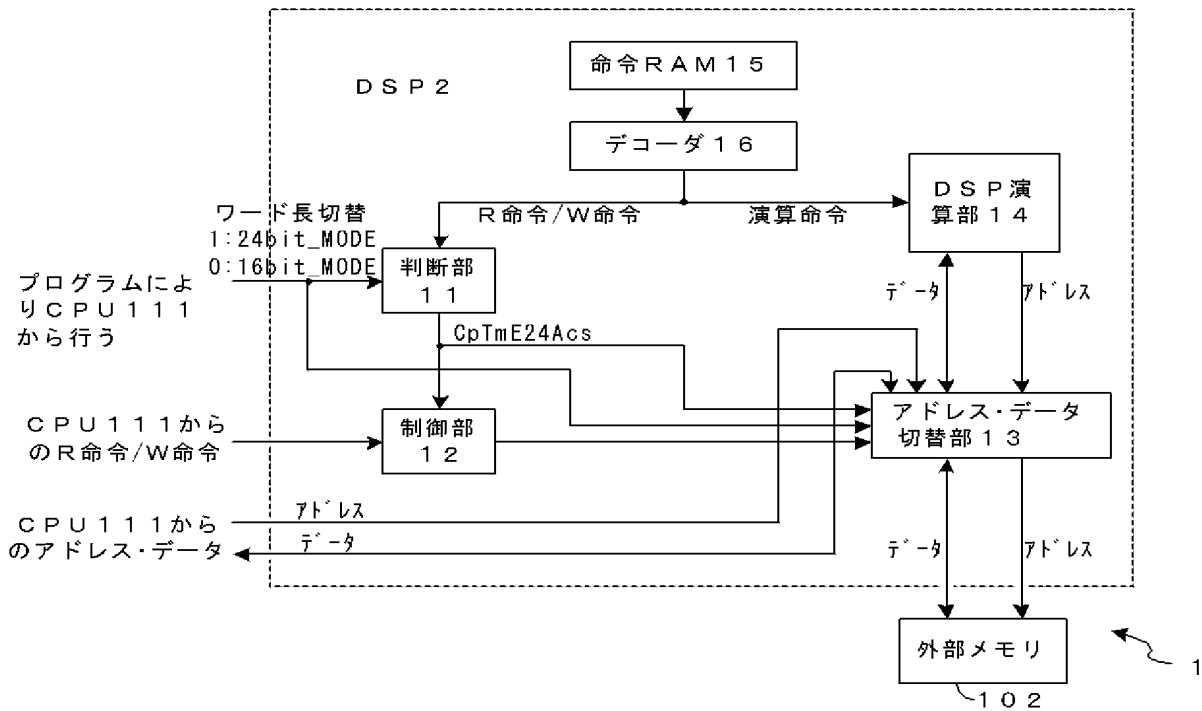 命令RAM15
DSP2
デコーダ16
DSP演
算部14
ワード長切替
1:24bit_MODE
0:16bit_MODE
R命令/W命令
演算命令
判断部
11
プログラムによ
りCPU111
から行う
データ
アドレス
CpTmE24Acs
CPU111から
のR命令/W命令
制御部
12
アドレス・データ
切替部13
CPU111から
のアドレス・データ
アドレス
データ
データ
アドレス
外部メモリ
102
1